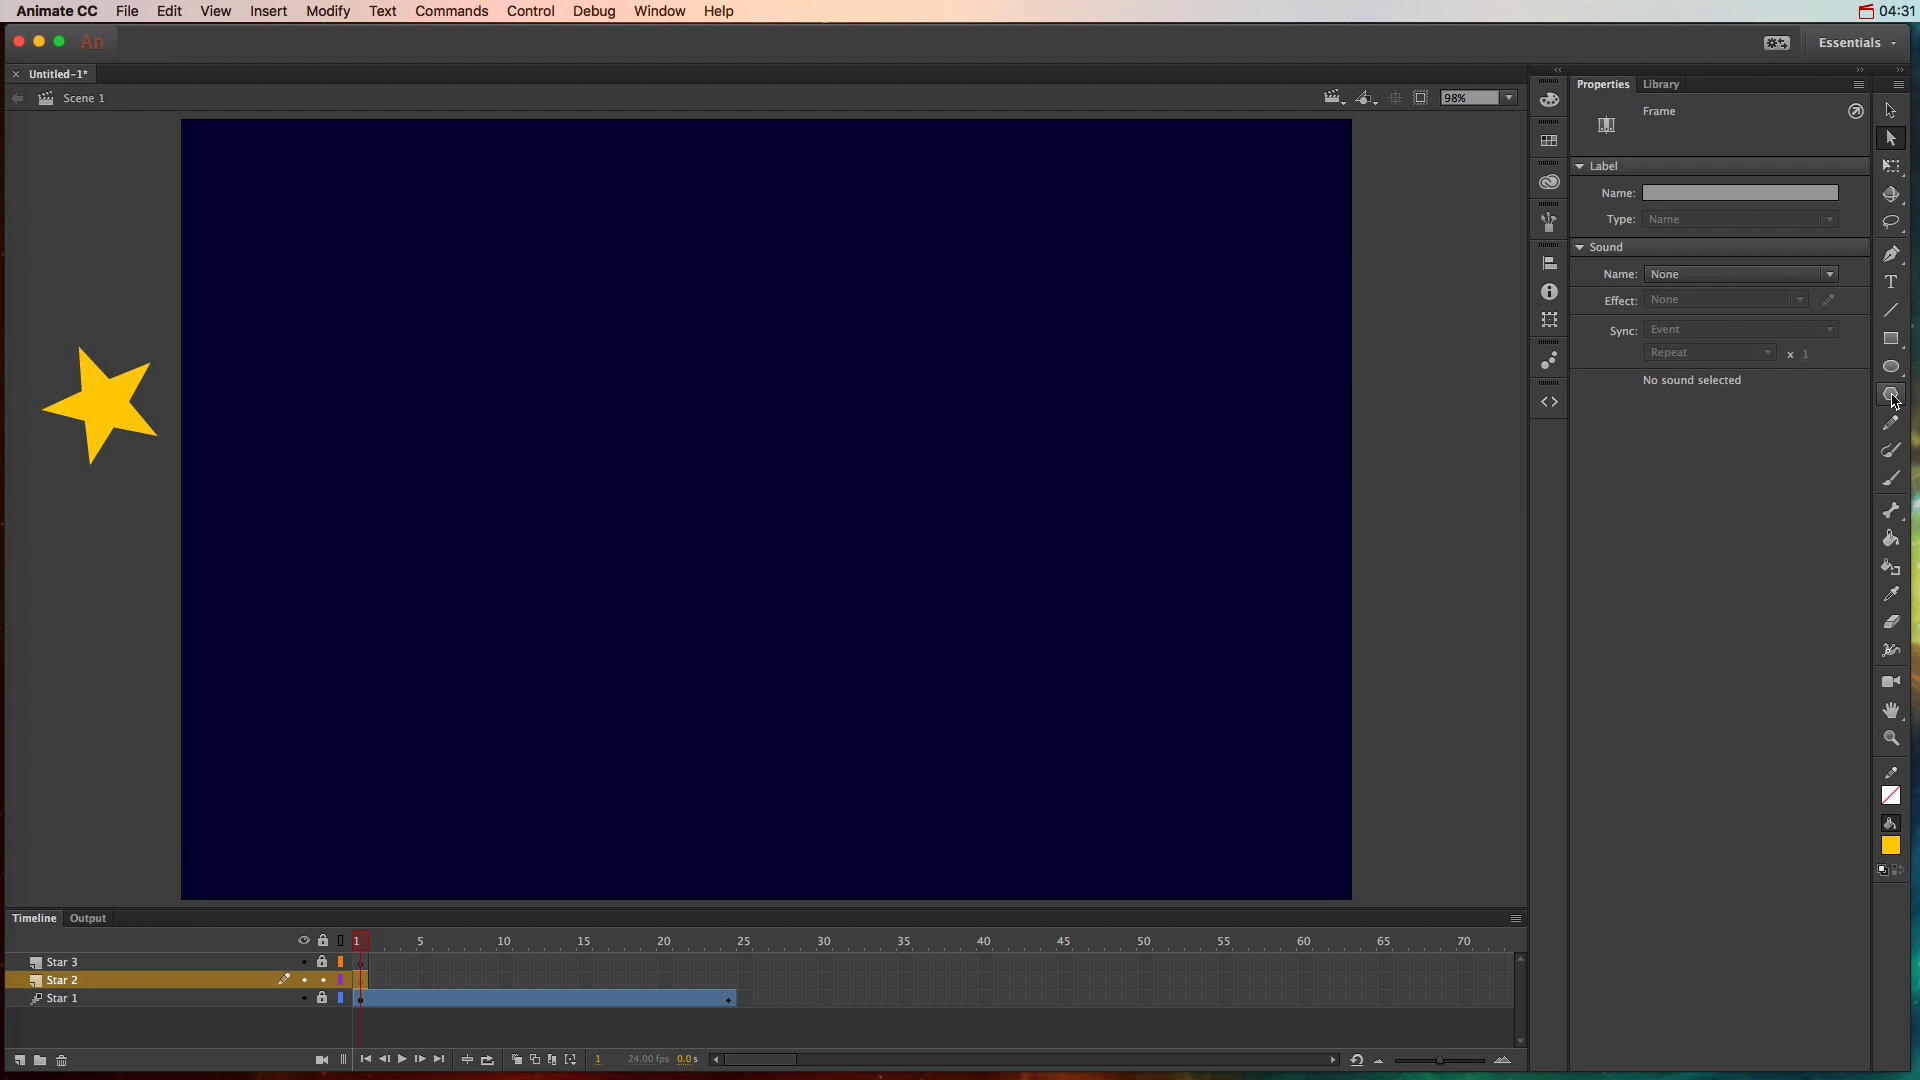 Animate CC File Edit View Insert Modify Text Commands Control Debug Window Help 04:31
An Essentials
Untitled-1*
Scene 1 98%
Properties Library
Frame
Label
Name:
Type: Name
Sound
Name: None
Effect: None
Sync: Event
Repeat x 1
No sound selected
T
Timeline Output
1 5 10 15 20 25 30 35 40 45 50 55 60 65 70
Star 3
Star 2
Star 1
1 24.00 fps 0.0 s